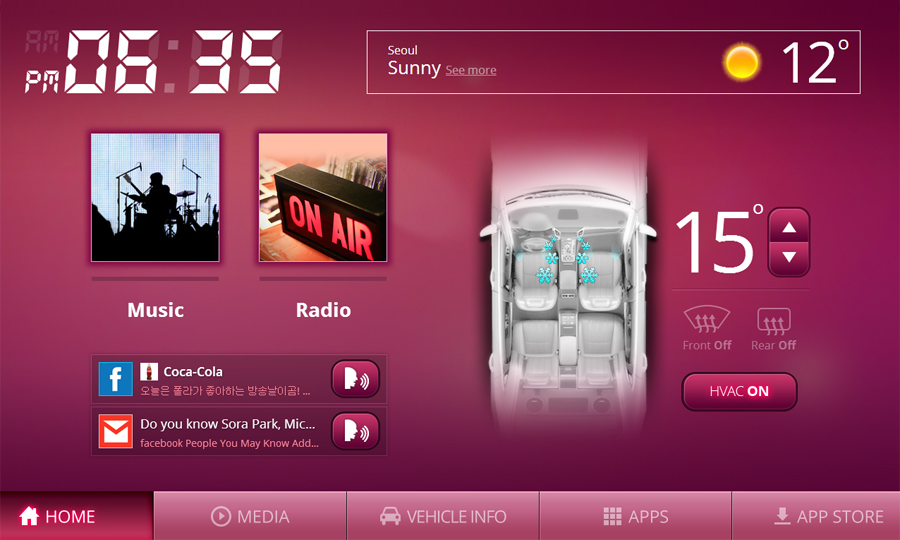 AM
PM 06:35
Seoul
Sunny See more
12°
ON AIR
Music
Radio
15°
Front Off
Rear Off
HVAC ON
f
Coca-Cola
오늘은 폴라가 좋아하는 방송날이곰! ...
Do you know Sora Park, Mic...
facebook People You May Know Add...
HOME
MEDIA
VEHICLE INFO
APPS
APP STORE